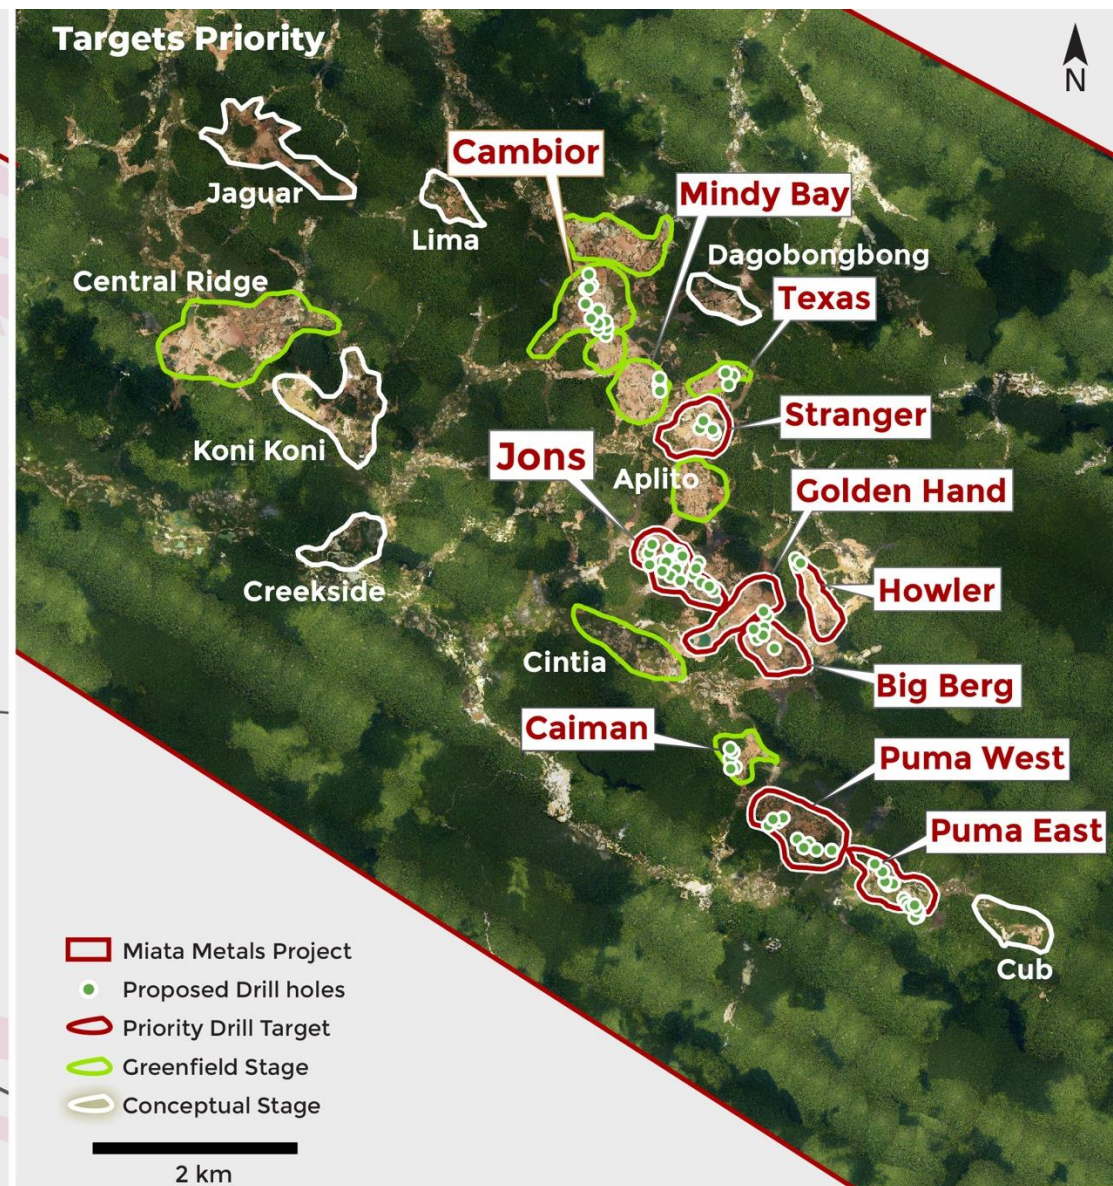 Targets Priority
N
Cambior
Jaguar
Mindy Bay
Lima
Dagobongbong
Central Ridge
Texas
Stranger
Koni Koni
Jons
Aplito
Golden Hand
Creekside
Howler
Cintia
Big Berg
Caiman
Puma West
Puma East
Cub
Miata Metals Project
Proposed Drill holes
Priority Drill Target
Greenfield Stage
Conceptual Stage
2 km